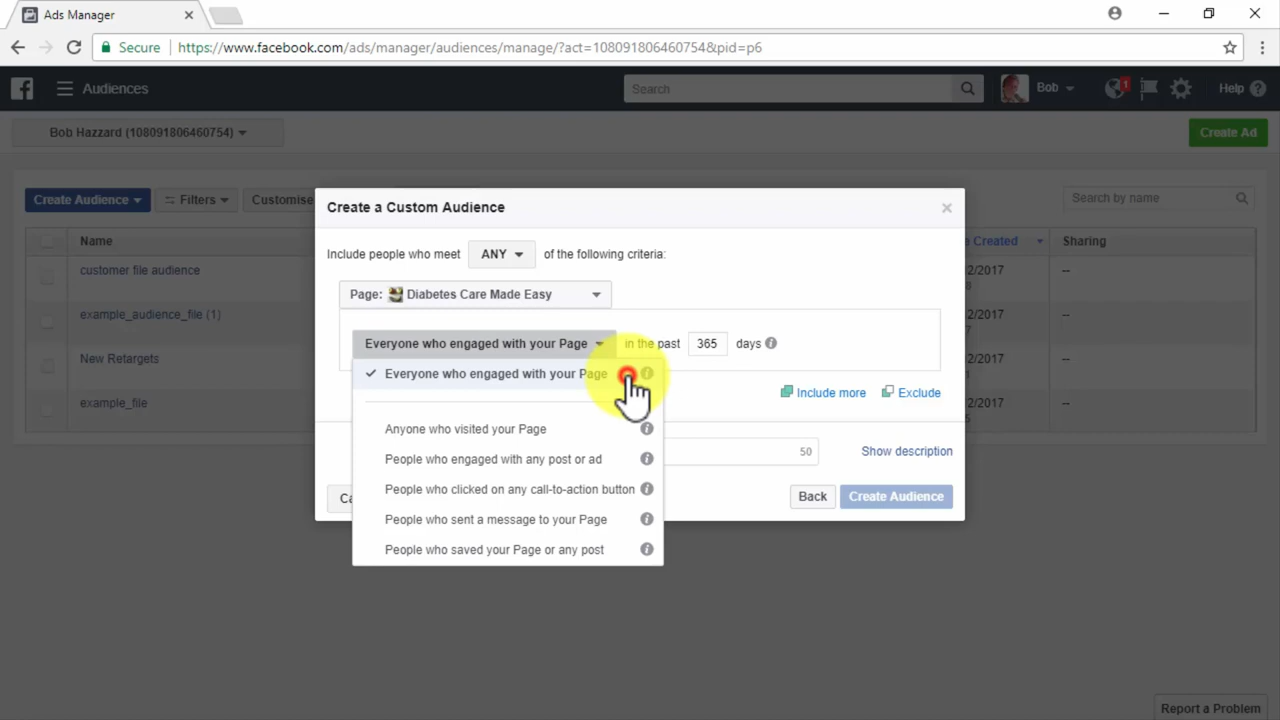 Ads Manager
Secure https://www.facebook.com/ads/manager/audiences/manage/?act=108091806460754&pid=p6
Audiences Search Bob 1 Help
Bob Hazzard (108091806460754) Create Ad
Create Audience Filters Customise Search by name
Create a Custom Audience
Name Created Sharing
Include people who meet ANY of the following criteria:
customer file audience 2/2017 --
Page: Diabetes Care Made Easy
example_audience_file (1) 2/2017 --
Everyone who engaged with your Page in the past 365 days
New Retargets 2/2017 --
Everyone who engaged with your Page
Include more Exclude
example_file 2/2017 --
Anyone who visited your Page
50 Show description
People who engaged with any post or ad
People who clicked on any call-to-action button
Back Create Audience
People who sent a message to your Page
People who saved your Page or any post
Report a Problem